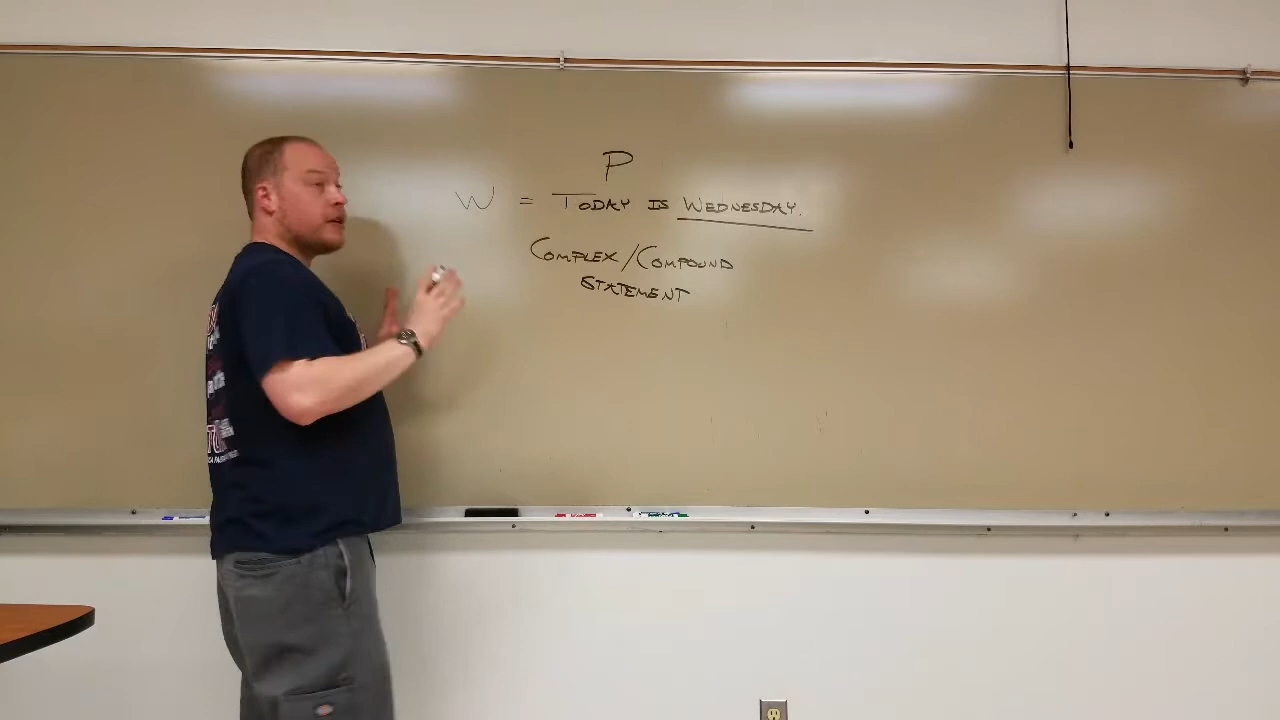 P
W = TODAY IS WEDNESDAY.
COMPLEX/COMPOUND
STATEMENT